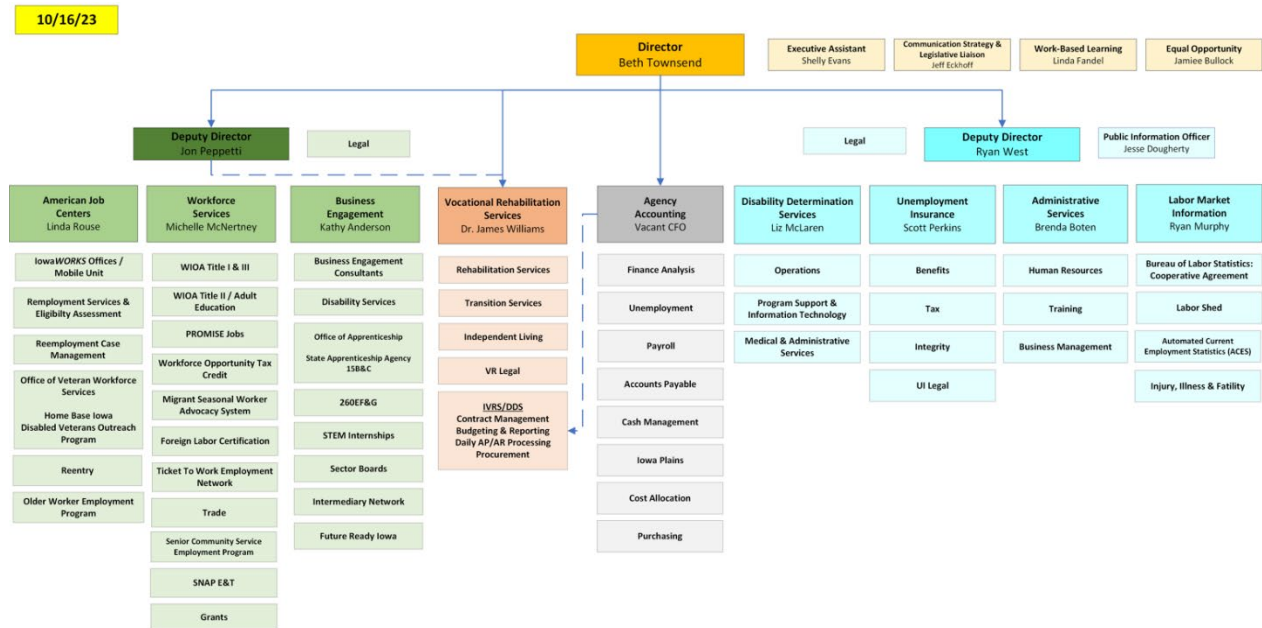 10/16/23
Director
Beth Townsend
Executive Assistant
Shelly Evans
Communication Strategy &
Legislative Liaison
Jeff Eckhoff
Work-Based Learning
Linda Fandel
Equal Opportunity
Jamiee Bullock
Deputy Director
Jon Peppetti
Legal
Legal
Deputy Director
Ryan West
Public Information Officer
Jesse Dougherty
American Job
Centers
Linda Rouse
IowaWORKS Offices /
Mobile Unit
Remployment Services &
Eligibilty Assessment
Reemployment Case
Management
Office of Veteran Workforce
Services
Home Base Iowa
Disabled Veterans Outreach
Program
Reentry
Older Worker Employment
Program
Workforce
Services
Michelle McNertney
WIOA Title I & III
WIOA Title II / Adult
Education
PROMISE Jobs
Workforce Opportunity Tax
Credit
Migrant Seasonal Worker
Advocacy System
Foreign Labor Certification
Ticket To Work Employment
Network
Trade
Senior Community Service
Employment Program
SNAP E&T
Grants
Business
Engagement
Kathy Anderson
Business Engagement
Consultants
Disability Services
Office of Apprenticeship
State Apprenticeship Agency
15B&C
260EF&G
STEM Internships
Sector Boards
Intermediary Network
Future Ready Iowa
Vocational Rehabilitation
Services
Dr. James Williams
Rehabilitation Services
Transition Services
Independent Living
VR Legal
IVRS/DDS
Contract Management
Budgeting & Reporting
Daily AP/AR Processing
Procurement
Agency
Accounting
Vacant CFO
Finance Analysis
Unemployment
Payroll
Accounts Payable
Cash Management
Iowa Plains
Cost Allocation
Purchasing
Disability Determination
Services
Liz McLaren
Operations
Program Support &
Information Technology
Medical & Administrative
Services
Unemployment
Insurance
Scott Perkins
Benefits
Tax
Integrity
UI Legal
Administrative
Services
Brenda Boten
Human Resources
Training
Business Management
Labor Market
Information
Ryan Murphy
Bureau of Labor Statistics:
Cooperative Agreement
Labor Shed
Automated Current
Employment Statistics (ACES)
Injury, Illness & Fatility